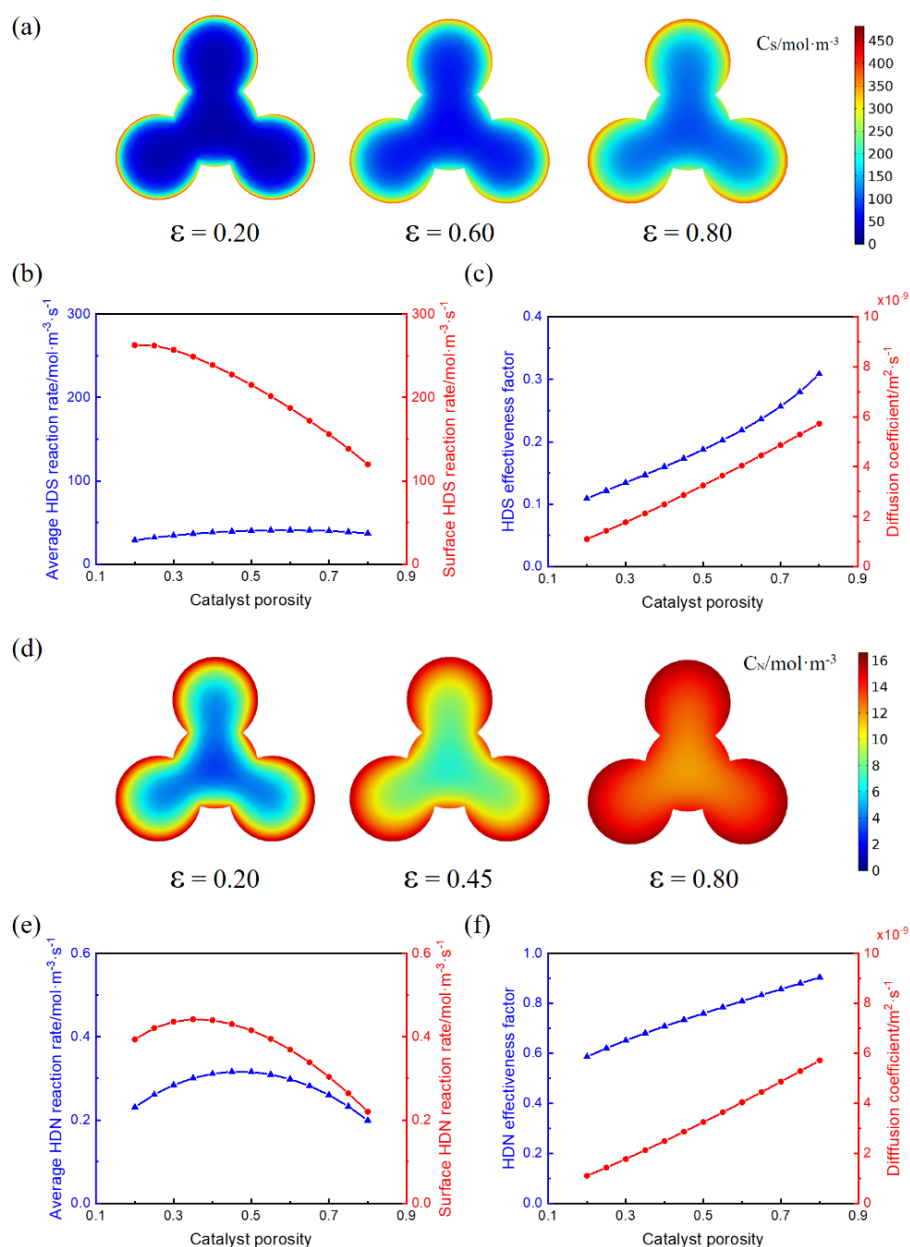 (a)
Cs/mol·m⁻³
450
400
350
300
250
200
150
100
50
0
ε = 0.20
ε = 0.60
ε = 0.80
(b)
Average HDS reaction rate/mol·m⁻³·s⁻¹
300
200
100
0
0.1
0.3
0.5
0.7
0.9
Catalyst porosity
300
200
100
0
Surface HDS reaction rate/mol·m⁻³·s⁻¹
(c)
HDS effectiveness factor
0.4
0.3
0.2
0.1
0.0
0.1
0.3
0.5
0.7
0.9
Catalyst porosity
x10⁻⁹
10
8
6
4
2
0
Diffusion coefficient/m²·s⁻¹
(d)
C_N/mol·m⁻³
16
14
12
10
8
6
4
2
0
ε = 0.20
ε = 0.45
ε = 0.80
(e)
Average HDN reaction rate/mol·m⁻³·s⁻¹
0.6
0.4
0.2
0.0
0.1
0.3
0.5
0.7
0.9
Catalyst porosity
0.6
0.4
0.2
0.0
Surface HDN reaction rate/mol·m⁻³·s⁻¹
(f)
HDN effectiveness factor
1.0
0.8
0.6
0.4
0.2
0.0
0.1
0.3
0.5
0.7
0.9
Catalyst porosity
x10⁻⁹
10
8
6
4
2
0
Difffusion coefficient/m²·s⁻¹